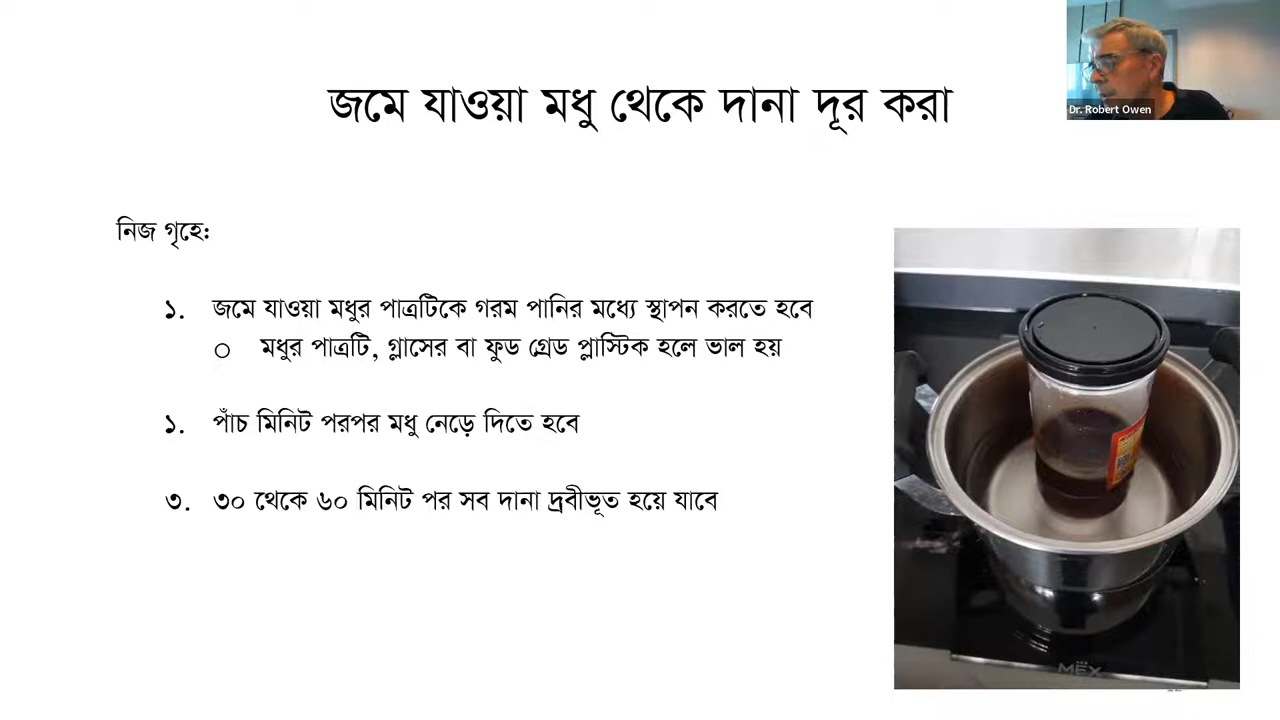 জমে যাওয়া মধু থেকে দানা দূর করা
Dr. Robert Owen
নিজ গৃহে:
১. জমে যাওয়া মধুর পাত্রটিকে গরম পানির মধ্যে স্থাপন করতে হবে
o মধুর পাত্রটি, গ্লাসের বা ফুড গ্রেড প্লাস্টিক হলে ভাল হয়
১. পাঁচ মিনিট পরপর মধু নেড়ে দিতে হবে
৩. ৩০ থেকে ৬০ মিনিট পর সব দানা দ্রবীভূত হয়ে যাবে
MËX